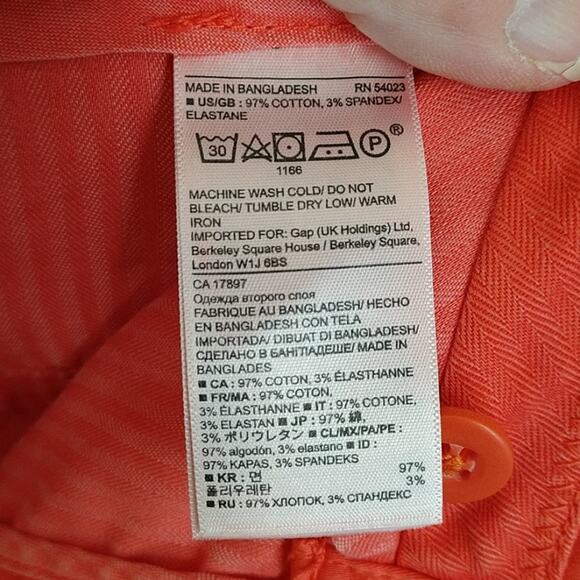 MADE IN BANGLADESH RN 54023
■ US/GB : 97% COTTON, 3% SPANDEX/
ELASTANE
30 P ®
1166
MACHINE WASH COLD/ DO NOT
BLEACH/ TUMBLE DRY LOW/ WARM
IRON
IMPORTED FOR: Gap (UK Holdings) Ltd,
Berkeley Square House / Berkeley Square,
London W1J 6BS
CA 17897
Одежда второго слоя
FABRIQUE AU BANGLADESH/ HECHO
EN BANGLADESH CON TELA
IMPORTADA/ DIBUAT DI BANGLADESH/
СДЕЛАНО В БАНГЛАДЕШЕ/ MADE IN
BANGLADES
■ CA : 97% COTON, 3% ÉLASTHANNE
■ FR/MA : 97% COTON,
3% ÉLASTHANNE ■ IT : 97% COTONE,
3% ELASTAN ■ JP : 97% 綿,
3% ポリウレタン ■ CL/MX/PA/PE :
97% algodón, 3% elastano ■ ID :
97% KAPAS, 3% SPANDEKS
■ KR : 면 97%
폴리우레탄 3%
■ RU : 97% ХЛОПОК, 3% СПАНДЕКС